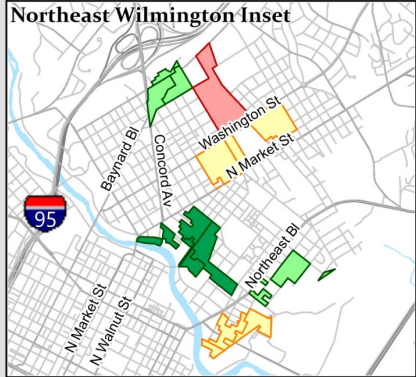 Northeast Wilmington Inset
Washington St
Baynard Bl
Concord Av
N Market St
95
Northeast Bl
N Market St
N Walnut St